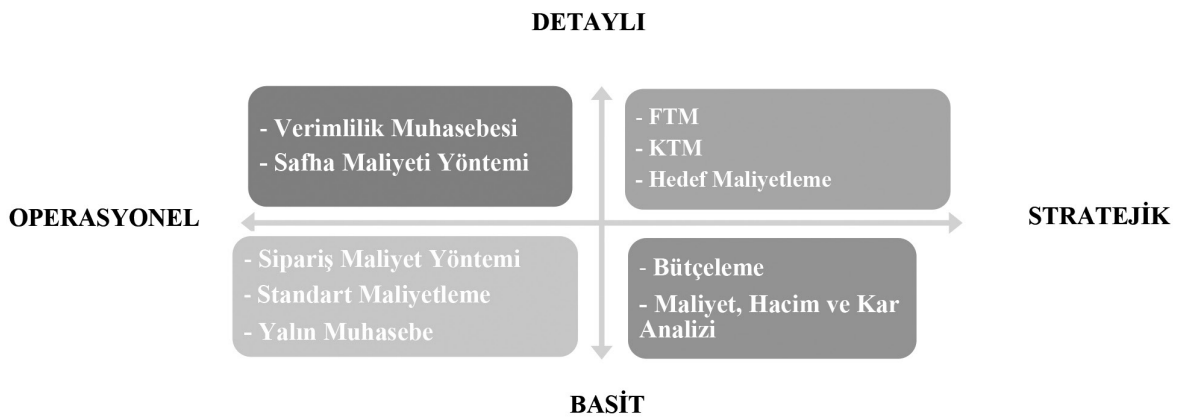 DETAYLI
- Verimlilik Muhasebesi
- Safha Maliyeti Yöntemi
- FTM
- KTM
- Hedef Maliyetleme
OPERASYONEL
STRATEJİK
- Sipariş Maliyet Yöntemi
- Standart Maliyetleme
- Yalın Muhasebe
- Bütçeleme
- Maliyet, Hacim ve Kar
Analizi
BASİT